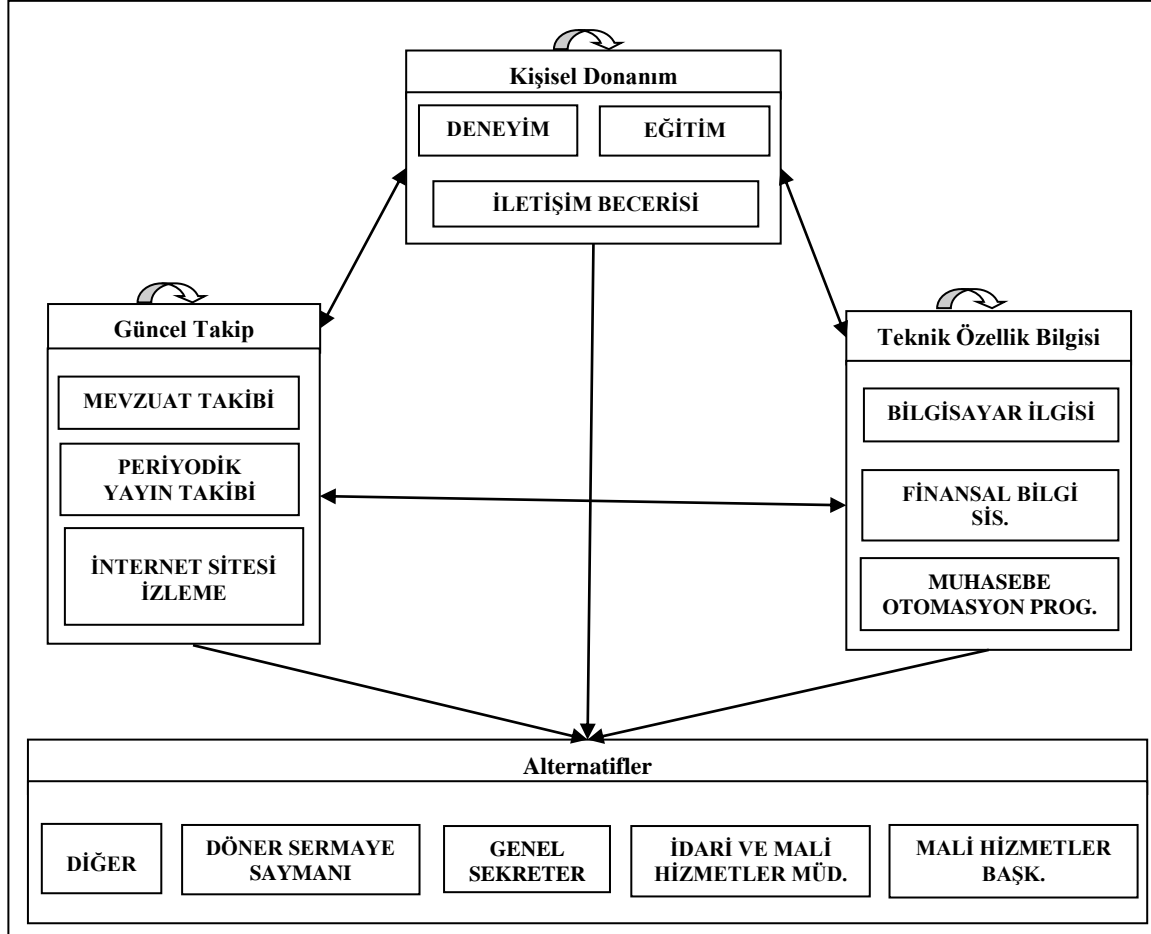 Kişisel Donanım
DENEYİM
EĞİTİM
İLETİŞİM BECERİSİ
Güncel Takip
MEVZUAT TAKİBİ
PERİYODİK
YAYIN TAKİBİ
İNTERNET SİTESİ
İZLEME
Teknik Özellik Bilgisi
BİLGİSAYAR İLGİSİ
FİNANSAL BİLGİ
SİS.
MUHASEBE
OTOMASYON PROG.
Alternatifler
DİĞER
DÖNER SERMAYE
SAYMANI
GENEL
SEKRETER
İDARİ VE MALİ
HİZMETLER MÜD.
MALİ HİZMETLER
BAŞK.